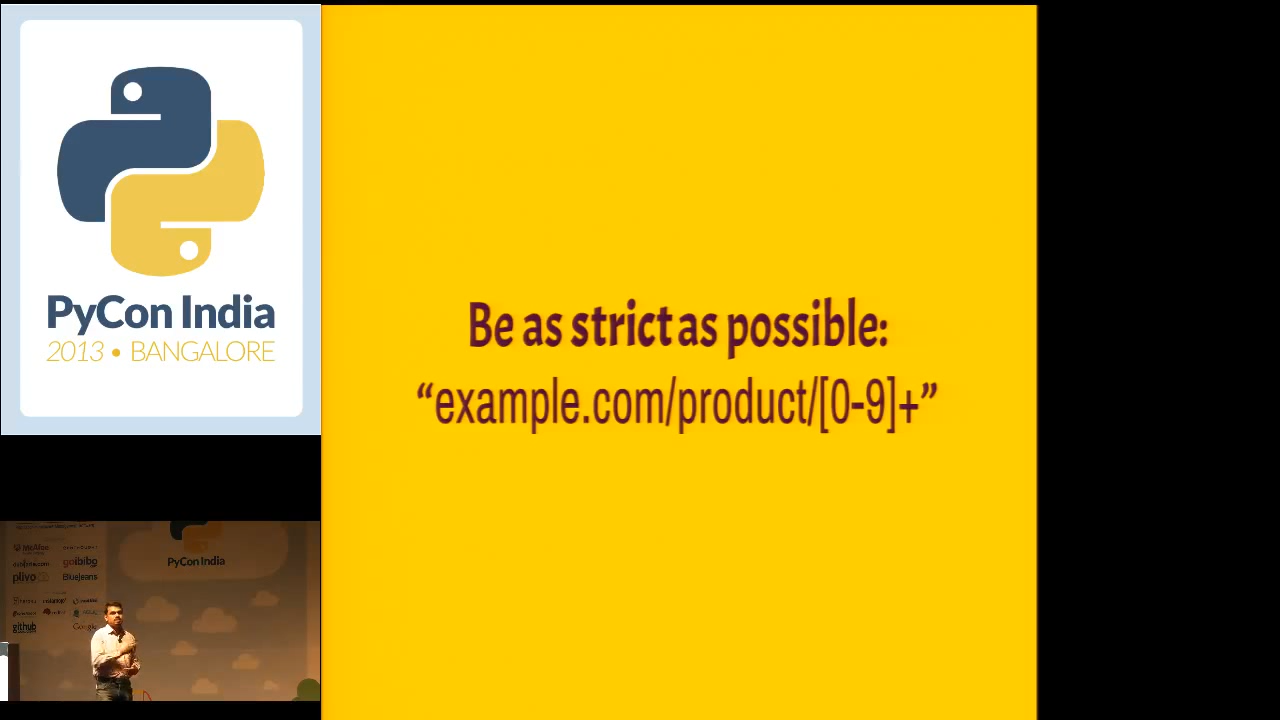 PyCon India
2013 • BANGALORE
Be as strict as possible:
“example.com/product/[0-9]+”
PyCon India
McAfee
goibibo
plivo
BlueJeans
github
Google